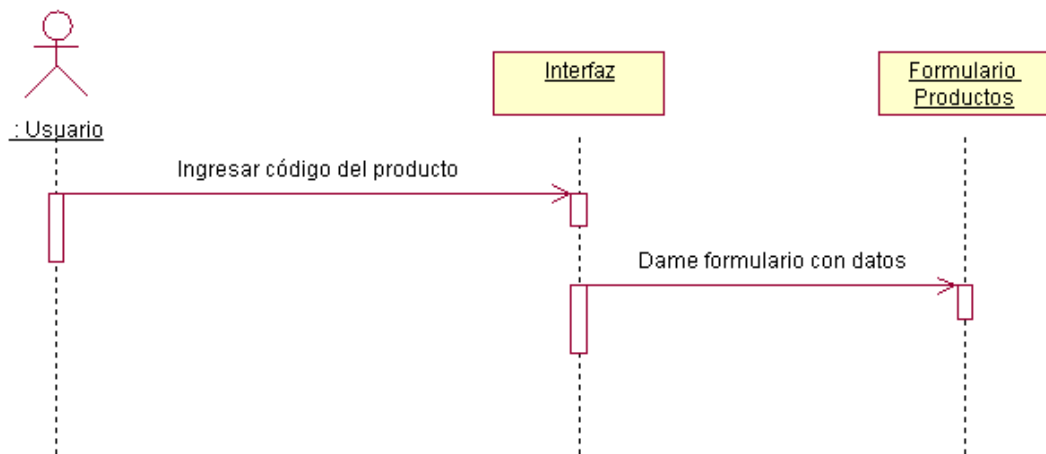 : Usuario
Interfaz
Formulario
Productos
Ingresar código del producto
Dame formulario con datos